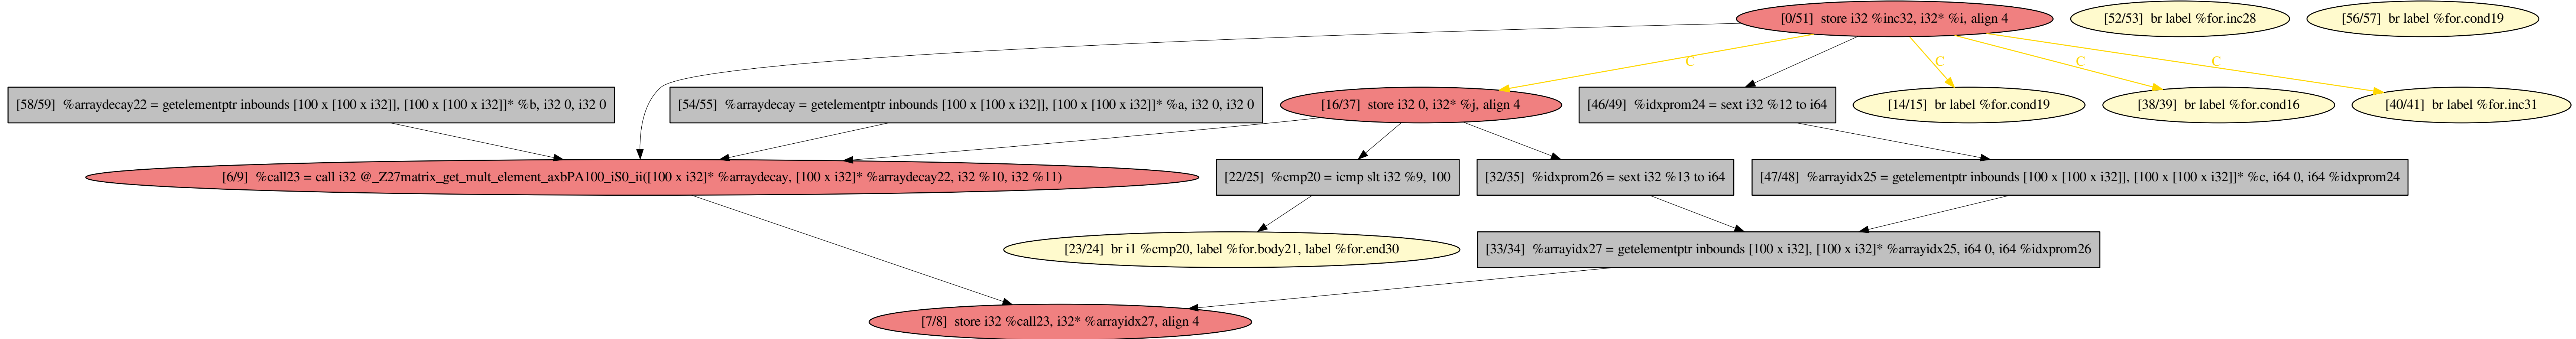 [0/51] store i32 %inc32, i32* %i, align 4
[52/53] br label %for.inc28
[56/57] br label %for.cond19
C
C
C
C
[58/59] %arraydecay22 = getelementptr inbounds [100 x [100 x i32]], [100 x [100 x i32]]* %b, i32 0, i32 0
[54/55] %arraydecay = getelementptr inbounds [100 x [100 x i32]], [100 x [100 x i32]]* %a, i32 0, i32 0
[16/37] store i32 0, i32* %j, align 4
[46/49] %idxprom24 = sext i32 %12 to i64
[14/15] br label %for.cond19
[38/39] br label %for.cond16
[40/41] br label %for.inc31
[6/9] %call23 = call i32 @_Z27matrix_get_mult_element_axbPA100_iS0_ii([100 x i32]* %arraydecay, [100 x i32]* %arraydecay22, i32 %10, i32 %11)
[22/25] %cmp20 = icmp slt i32 %9, 100
[32/35] %idxprom26 = sext i32 %13 to i64
[47/48] %arrayidx25 = getelementptr inbounds [100 x [100 x i32]], [100 x [100 x i32]]* %c, i64 0, i64 %idxprom24
[23/24] br i1 %cmp20, label %for.body21, label %for.end30
[33/34] %arrayidx27 = getelementptr inbounds [100 x i32], [100 x i32]* %arrayidx25, i64 0, i64 %idxprom26
[7/8] store i32 %call23, i32* %arrayidx27, align 4